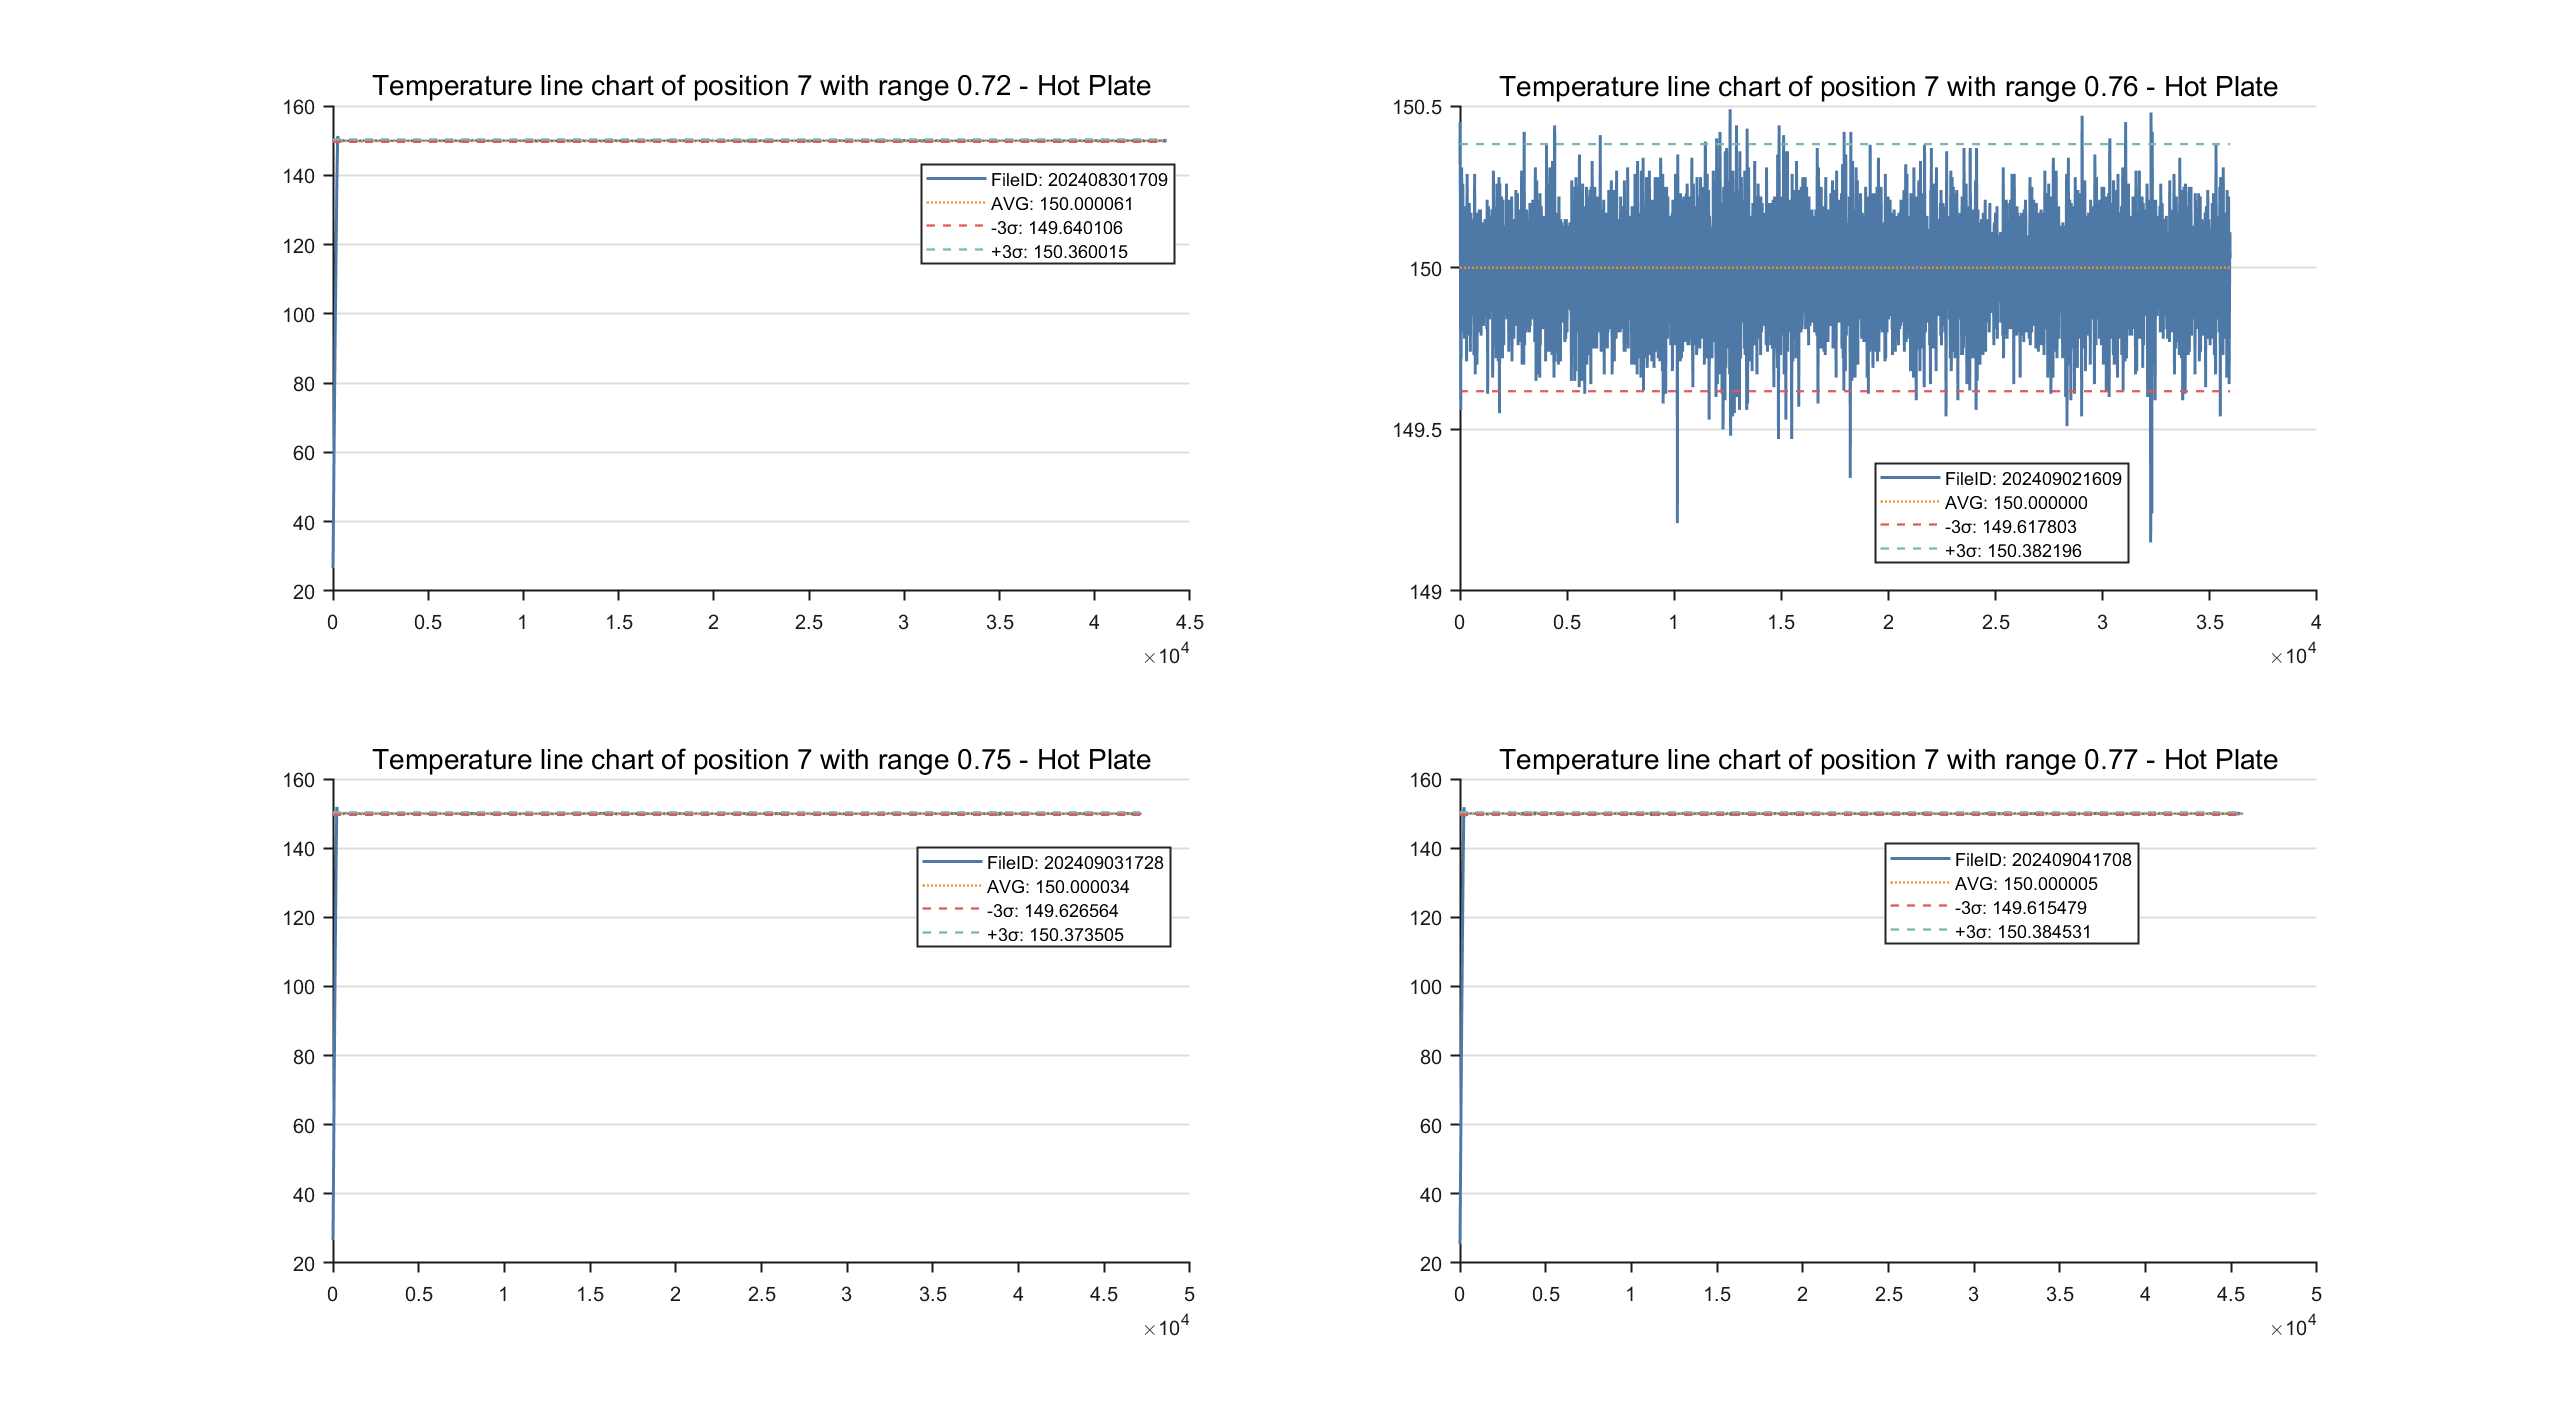 Temperature line chart of position 7 with range 0.72 - Hot Plate
160
140
120
100
80
60
40
20
0 0.5 1 1.5 2 2.5 3 3.5 4 4.5
×10^4
FileID: 202408301709
AVG: 150.000061
-3σ: 149.640106
+3σ: 150.360015
Temperature line chart of position 7 with range 0.76 - Hot Plate
150.5
150
149.5
149
0 0.5 1 1.5 2 2.5 3 3.5 4
×10^4
FileID: 202409021609
AVG: 150.000000
-3σ: 149.617803
+3σ: 150.382196
Temperature line chart of position 7 with range 0.75 - Hot Plate
160
140
120
100
80
60
40
20
0 0.5 1 1.5 2 2.5 3 3.5 4 4.5 5
×10^4
FileID: 202409031728
AVG: 150.000034
-3σ: 149.626564
+3σ: 150.373505
Temperature line chart of position 7 with range 0.77 - Hot Plate
160
140
120
100
80
60
40
20
0 0.5 1 1.5 2 2.5 3 3.5 4 4.5 5
×10^4
FileID: 202409041708
AVG: 150.000005
-3σ: 149.615479
+3σ: 150.384531